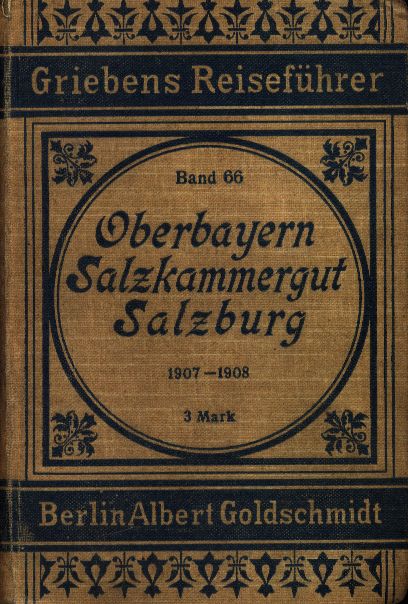 Griebens Reiseführer
Band 66
Oberbayern
Salzkammergut
Salzburg
1907–1908
3 Mark
Berlin Albert Goldschmidt